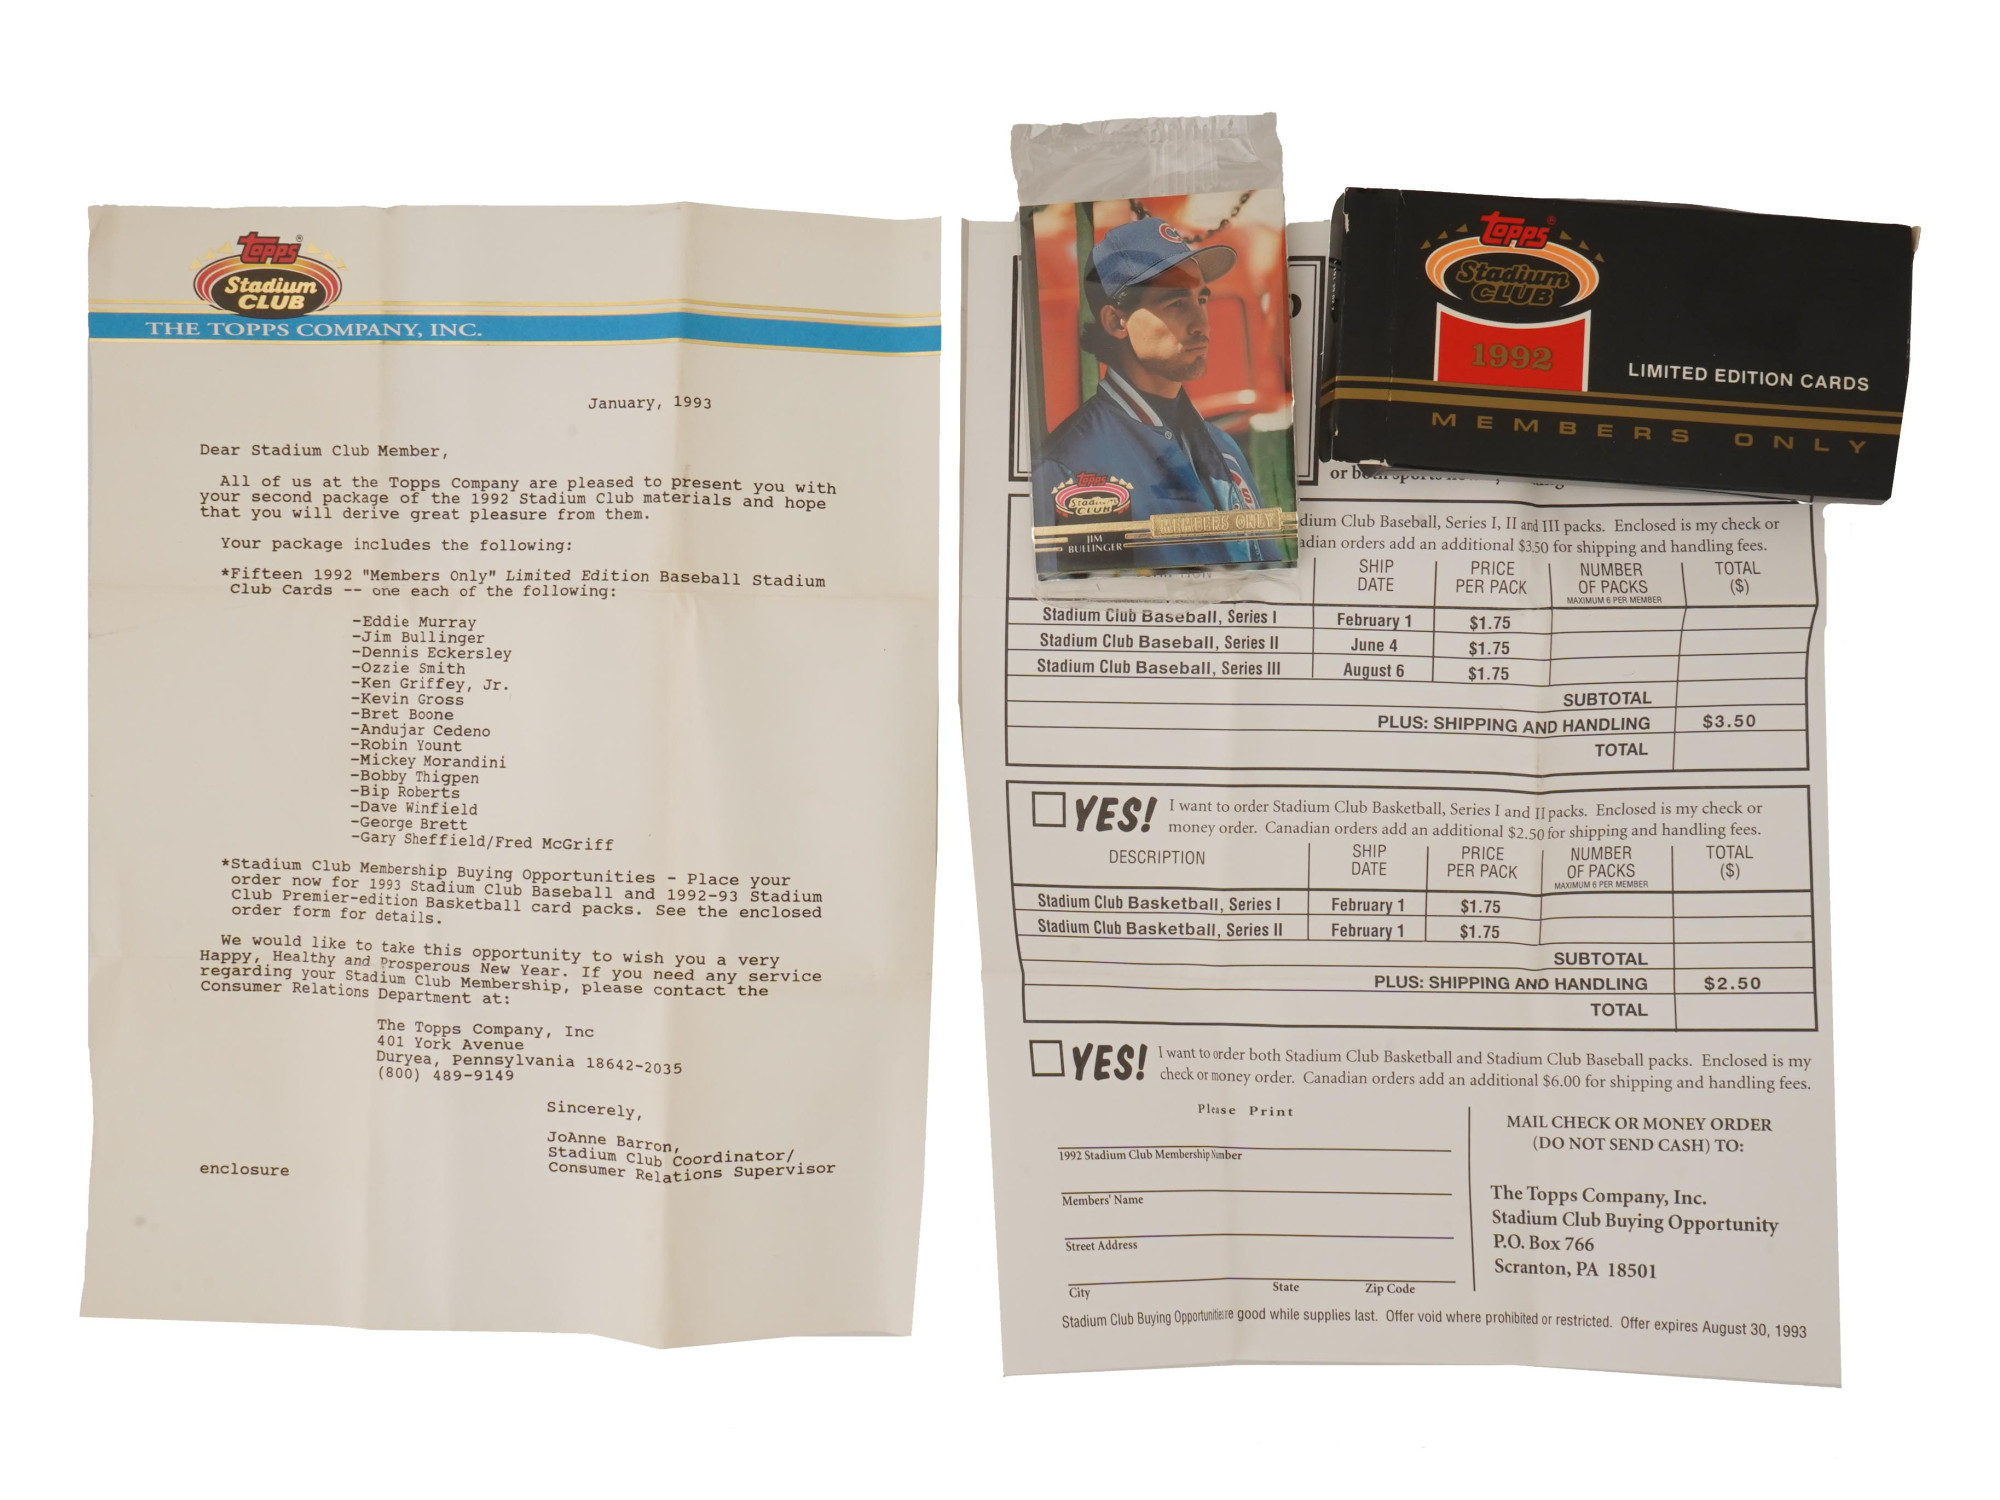 Topps®
Stadium
CLUB
THE TOPPS COMPANY, INC.
January, 1993
Dear Stadium Club Member,
All of us at the Topps Company are pleased to present you with
your second package of the 1992 Stadium Club materials and hope
that you will derive great pleasure from them.
Your package includes the following:
*Fifteen 1992 "Members Only" Limited Edition Baseball Stadium
Club Cards -- one each of the following:
-Eddie Murray
-Jim Bullinger
-Dennis Eckersley
-Ozzie Smith
-Ken Griffey, Jr.
-Kevin Gross
-Bret Boone
-Andujar Cedeno
-Robin Yount
-Mickey Morandini
-Bobby Thigpen
-Bip Roberts
-Dave Winfield
-George Brett
-Gary Sheffield/Fred McGriff
*Stadium Club Membership Buying Opportunities - Place your
order now for 1993 Stadium Club Baseball and 1992-93 Stadium
Club Premier-edition Basketball card packs. See the enclosed
order form for details.
We would like to take this opportunity to wish you a very
Happy, Healthy and Prosperous New Year. If you need any service
regarding your Stadium Club Membership, please contact the
Consumer Relations Department at:
The Topps Company, Inc
401 York Avenue
Duryea, Pennsylvania 18642-2035
(800) 489-9149
Sincerely,
JoAnne Barron,
Stadium Club Coordinator/
Consumer Relations Supervisor
enclosure
Topps
Stadium
CLUB
MEMBERS ONLY
JIM
BULLINGER
Topps®
Stadium
CLUB
1992
LIMITED EDITION CARDS
MEMBERS ONLY
or both sports
Club Baseball, Series I, II and III packs. Enclosed is my check or
orders add an additional $3.50 for shipping and handling fees.
SHIP DATE PRICE PER PACK NUMBER OF PACKS MAXIMUM 6 PER MEMBER TOTAL ($)
Stadium Club Baseball, Series I February 1 $1.75
Stadium Club Baseball, Series II June 4 $1.75
Stadium Club Baseball, Series III August 6 $1.75
SUBTOTAL
PLUS: SHIPPING AND HANDLING $3.50
TOTAL
YES! I want to order Stadium Club Basketball, Series I and II packs. Enclosed is my check or
money order. Canadian orders add an additional $2.50 for shipping and handling fees.
DESCRIPTION SHIP DATE PRICE PER PACK NUMBER OF PACKS MAXIMUM 6 PER MEMBER TOTAL ($)
Stadium Club Basketball, Series I February 1 $1.75
Stadium Club Basketball, Series II February 1 $1.75
SUBTOTAL
PLUS: SHIPPING AND HANDLING $2.50
TOTAL
YES! I want to order both Stadium Club Basketball and Stadium Club Baseball packs. Enclosed is my
check or money order. Canadian orders add an additional $6.00 for shipping and handling fees.
Please Print
1992 Stadium Club Membership Number
Members' Name
Street Address
City State Zip Code
MAIL CHECK OR MONEY ORDER
(DO NOT SEND CASH) TO:
The Topps Company, Inc.
Stadium Club Buying Opportunity
P.O. Box 766
Scranton, PA 18501
Stadium Club Buying Opportunities good while supplies last. Offer void where prohibited or restricted. Offer expires August 30, 1993